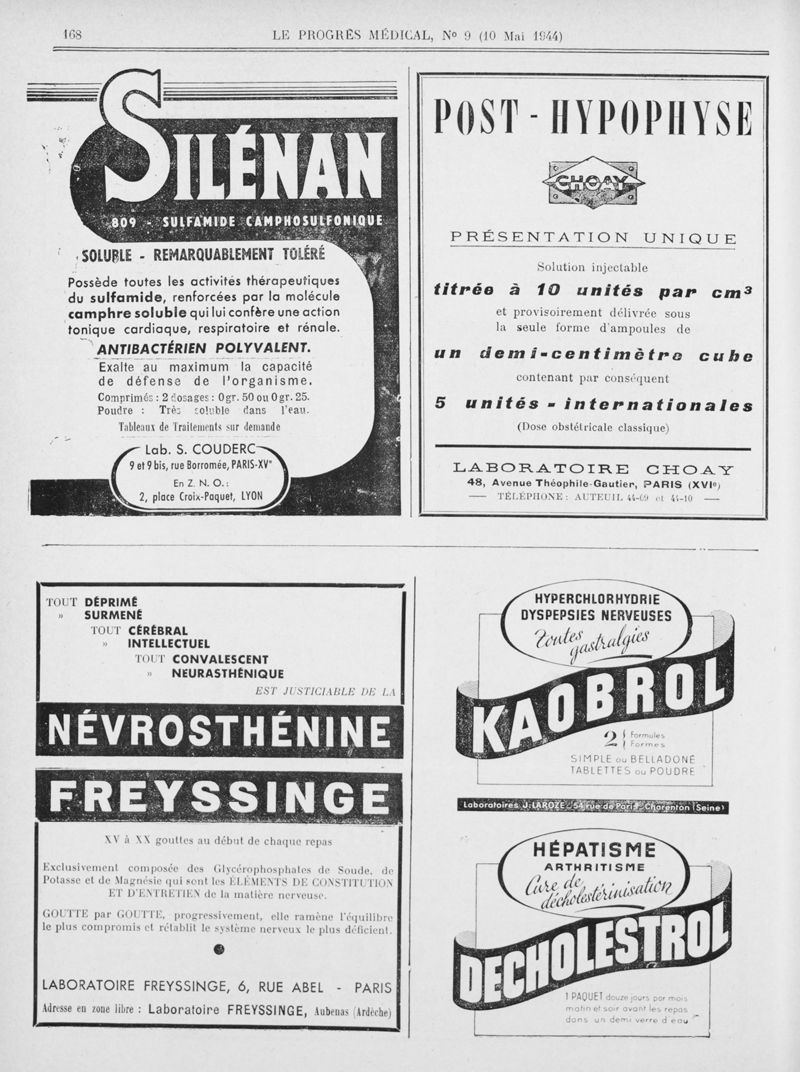 168
LE PROGRÈS MÉDICAL, No 9 (10 Mai 1944)
SILÉNAN
809 - SULFAMIDE CAMPHOSULFONIQUE
SOLUBLE - REMARQUABLEMENT TOLÉRÉ
Possède toutes les activités thérapeutiques
du sulfamide, renforcées par la molécule
camphre soluble qui lui confère une action
tonique cardiaque, respiratoire et rénale.
ANTIBACTÉRIEN POLYVALENT.
Exalte au maximum la capacité
de défense de l'organisme.
Comprimés : 2 dosages : 0gr. 50 ou 0gr. 25.
Poudre : Très soluble dans l'eau.
Tableaux de Traitements sur demande
Lab. S. COUDERC
9 et 9 bis, rue Borromée, PARIS-XVe
En Z. N. O. :
2, place Croix-Paquet, LYON
POST - HYPOPHYSE
CHOAY
PRÉSENTATION UNIQUE
Solution injectable
titrée à 10 unités par cm3
et provisoirement délivrée sous
la seule forme d'ampoules de
un demi-centimètre cube
contenant par conséquent
5 unités - internationales
(Dose obstétricale classique)
LABORATOIRE CHOAY
48, Avenue Théophile-Gautier, PARIS (XVIe)
— TÉLÉPHONE : AUTEUIL 44-09 et 44-10 —
TOUT DÉPRIMÉ
» SURMENÉ
TOUT CÉRÉBRAL
» INTELLECTUEL
TOUT CONVALESCENT
» NEURASTHÉNIQUE
EST JUSTICIABLE DE LA
NÉVROSTHÉNINE
FREYSSINGE
XV à XX gouttes au début de chaque repas
Exclusivement composée des Glycérophosphates de Soude, de
Potasse et de Magnésie qui sont les ÉLÉMENTS DE CONSTITUTION
ET D'ENTRETIEN de la matière nerveuse.
GOUTTE par GOUTTE, progressivement, elle ramène l'équilibre
le plus compromis et rétablit le système nerveux le plus déficient.
LABORATOIRE FREYSSINGE, 6, RUE ABEL - PARIS
Adresse en zone libre : Laboratoire FREYSSINGE, Aubenas (Ardèche)
HYPERCHLORHYDRIE
DYSPEPSIES NERVEUSES
Toutes
gastralgies
KAOBROL
2 { Formules
Formes
SIMPLE ou BELLADONÉ
TABLETTES ou POUDRE
Laboratoires J. LAROZE - 54 rue de Paris - Charenton (Seine)
HÉPATISME
ARTHRITISME
Cure de
décholestérinisation
DECHOLESTROL
1 PAQUET douze jours par mois
matin et soir avant les repas
dans un demi verre d'eau